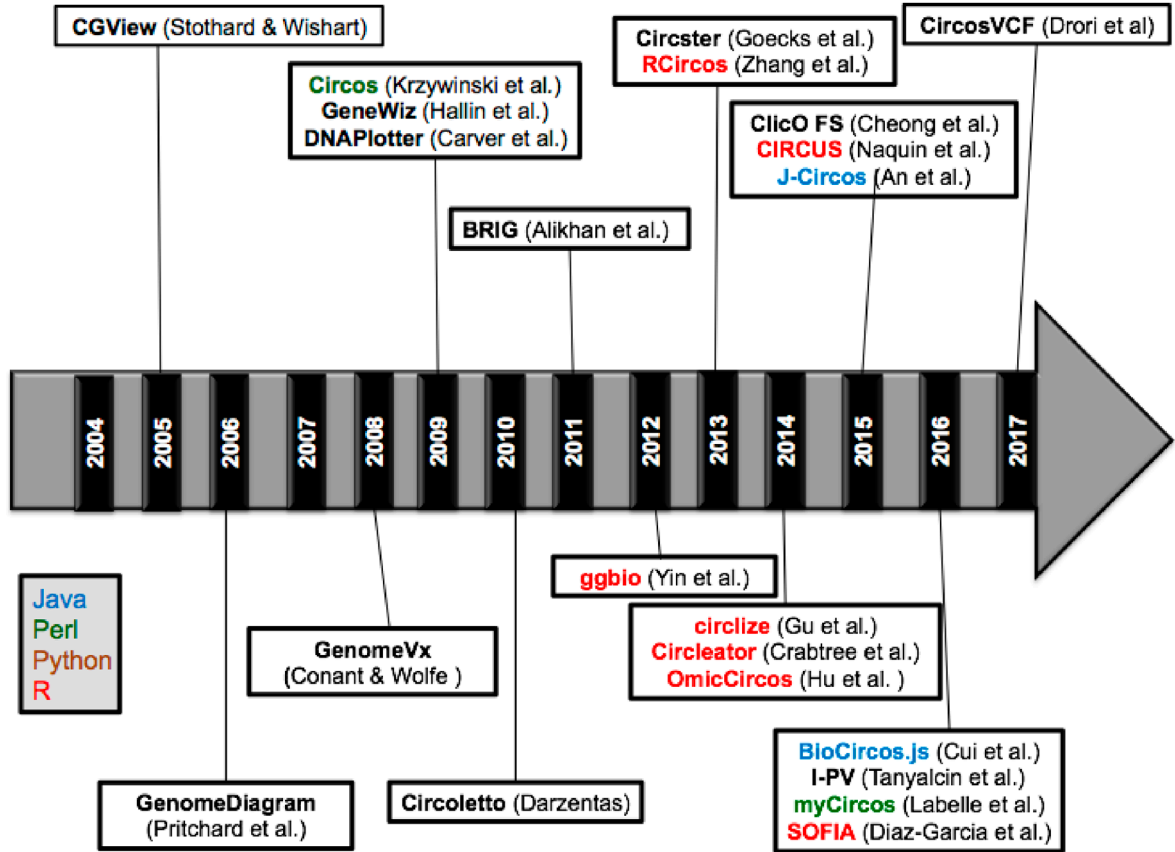 CGView (Stothard & Wishart)
Circos (Krzywinski et al.)
GeneWiz (Hallin et al.)
DNAPlotter (Carver et al.)
BRIG (Alikhan et al.)
Circster (Goecks et al.)
RCircos (Zhang et al.)
ClicO FS (Cheong et al.)
CIRCUS (Naquin et al.)
J-Circos (An et al.)
CircosVCF (Drori et al)
2004
2005
2006
2007
2008
2009
2010
2011
2012
2013
2014
2015
2016
2017
Java
Perl
Python
R
GenomeDiagram
(Pritchard et al.)
GenomeVx
(Conant & Wolfe )
Circoletto (Darzentas)
ggbio (Yin et al.)
circlize (Gu et al.)
Circleator (Crabtree et al.)
OmicCircos (Hu et al. )
BioCircos.js (Cui et al.)
I-PV (Tanyalcin et al.)
myCircos (Labelle et al.)
SOFIA (Diaz-Garcia et al.)